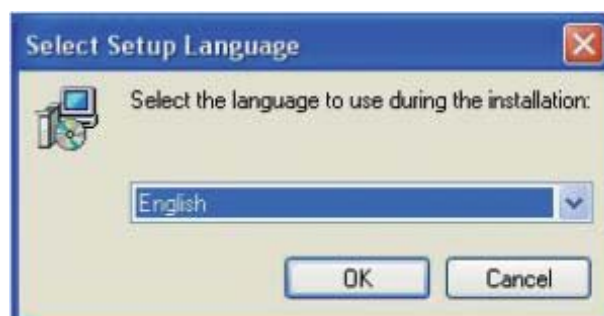 Select Setup Language
Select the language to use during the installation:
English
OK
Cancel